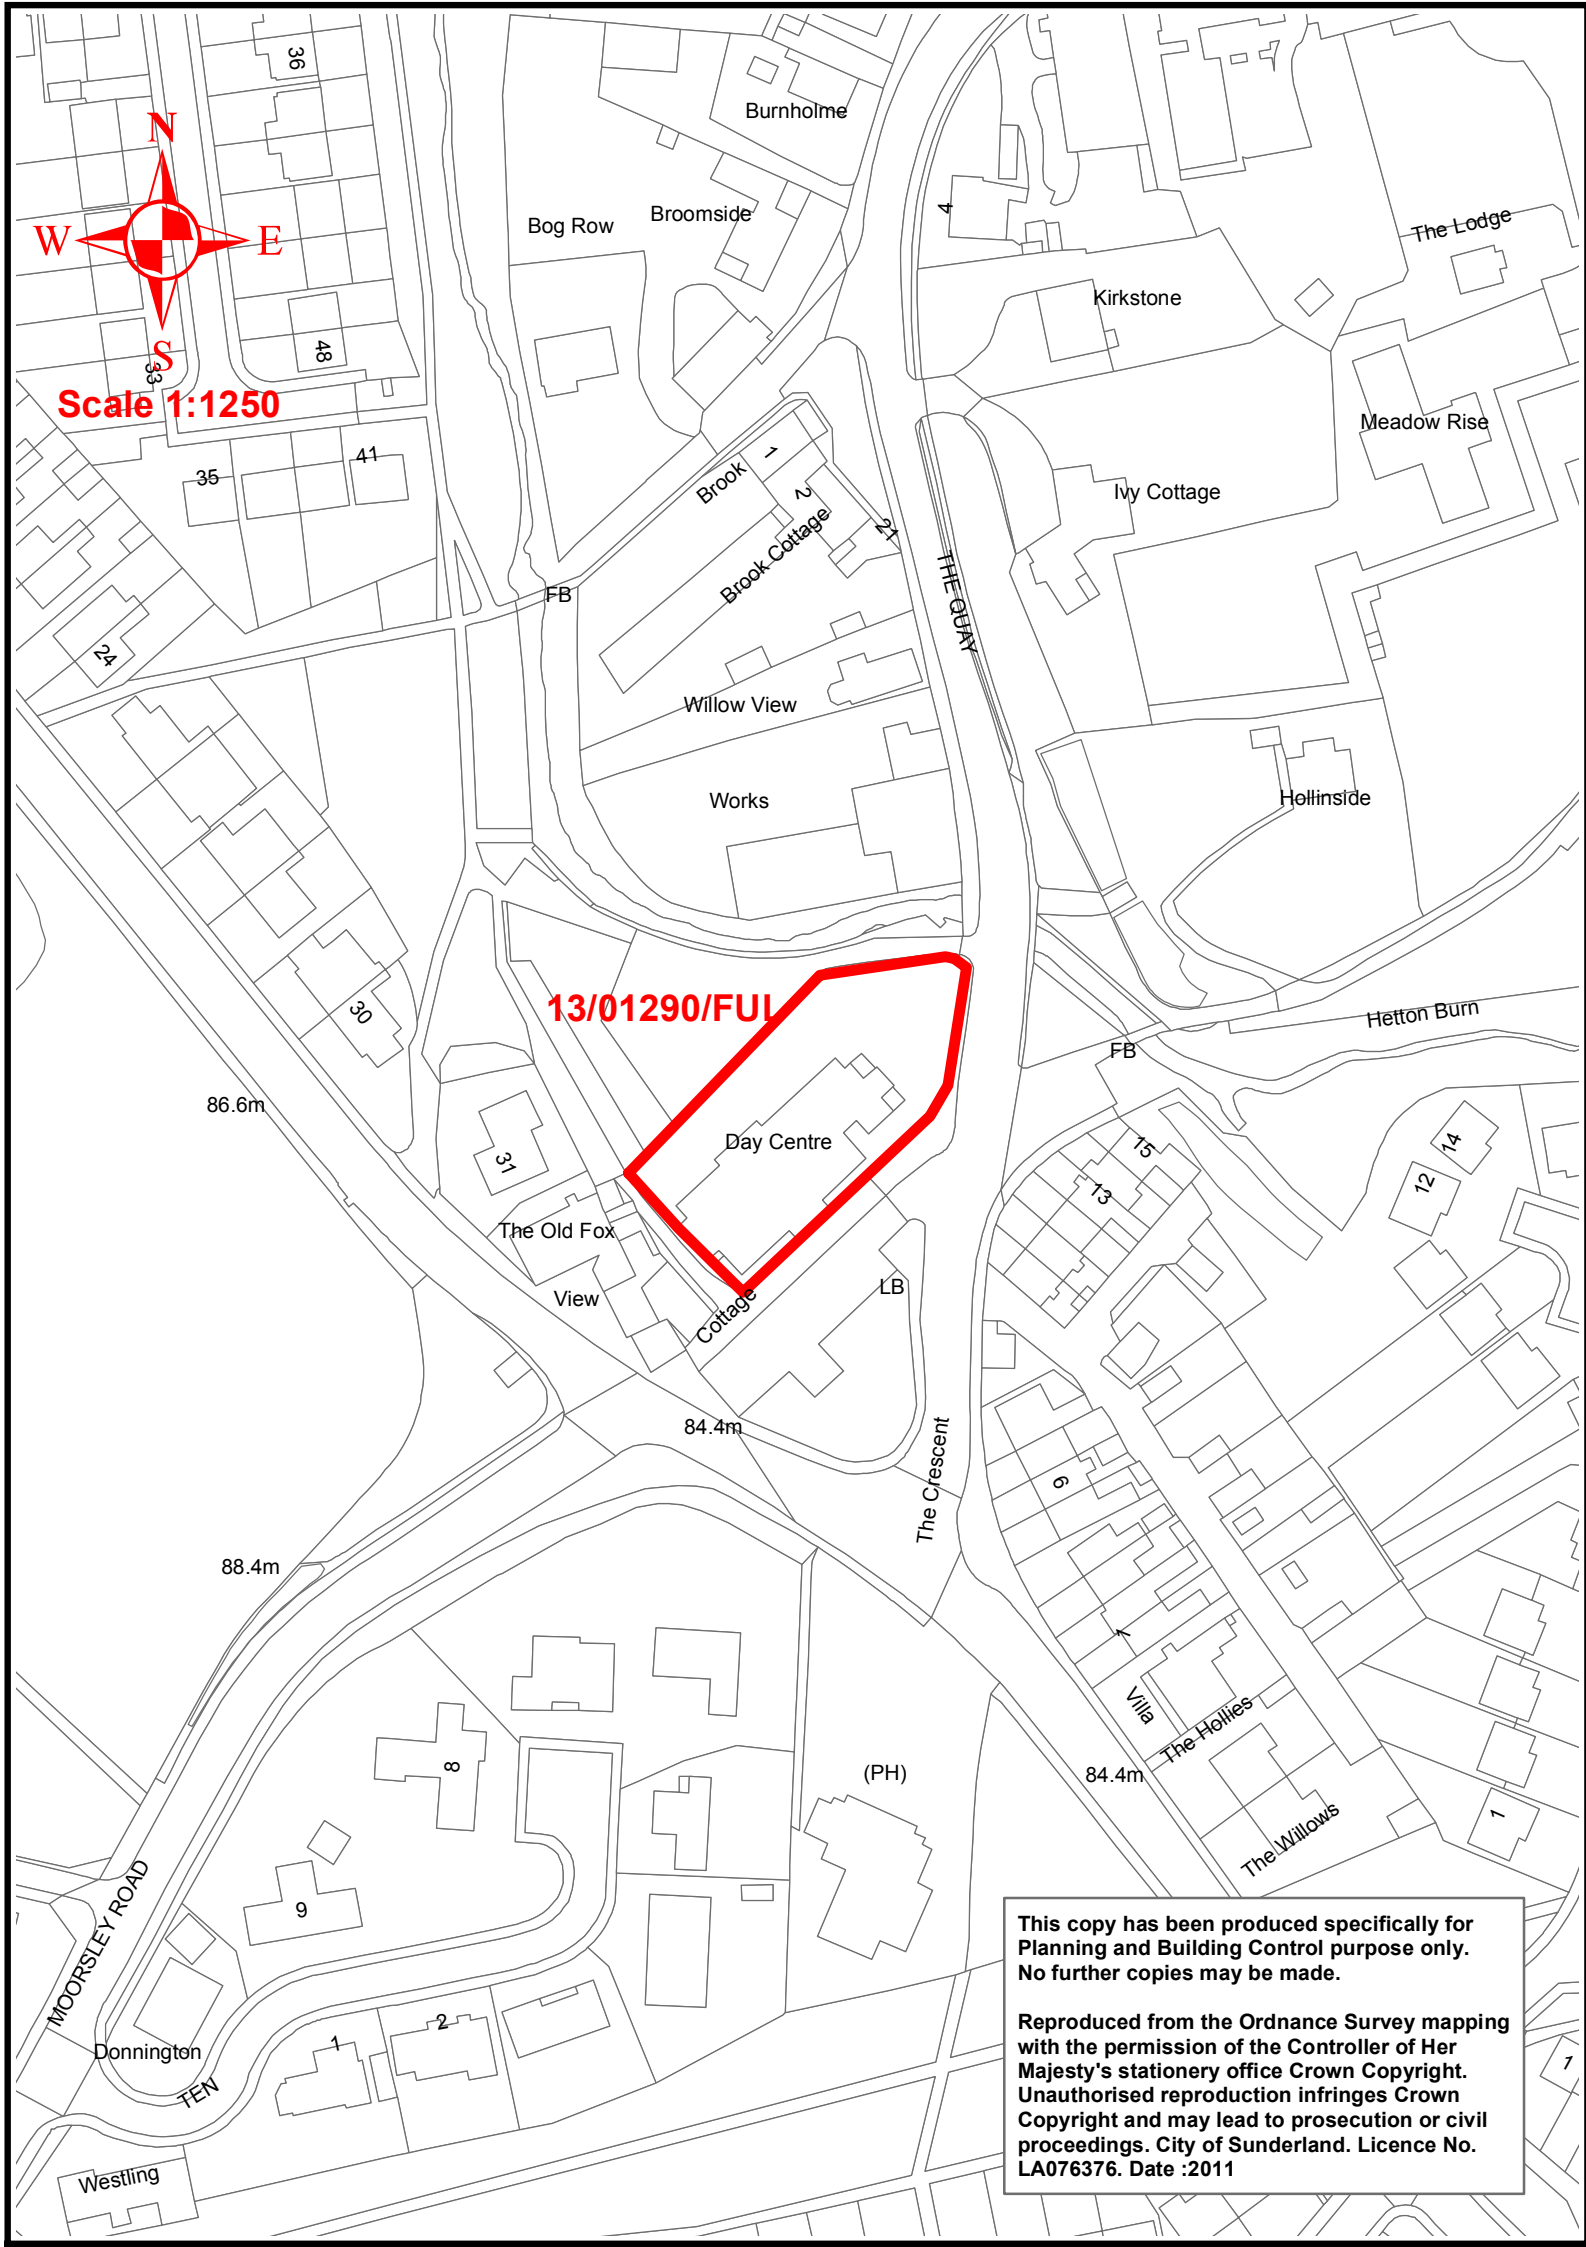 36
Burnholme
N
4
Bog Row
Broomside
The Lodge
W
E
Kirkstone
48
S
33
Scale 1:1250
Meadow Rise
41
1
35
Brook
2
Ivy Cottage
21
Brook Cottage
THE QUAY
FB
24
Willow View
Works
Hollinside
13/01290/FUL
30
Hetton Burn
FB
86.6m
Day Centre
15
14
31
13
12
The Old Fox
View
LB
Cottage
84.4m
The Crescent
6
88.4m
1
Villa
The Hollies
8
(PH)
84.4m
1
The Willows
MOORSLEY ROAD
9
This copy has been produced specifically for
Planning and Building Control purpose only.
No further copies may be made.
Reproduced from the Ordnance Survey mapping
with the permission of the Controller of Her
Majesty's stationery office Crown Copyright.
Unauthorised reproduction infringes Crown
Copyright and may lead to prosecution or civil
proceedings. City of Sunderland. Licence No.
LA076376. Date :2011
2
1
Donnington
1
TEN
Westling